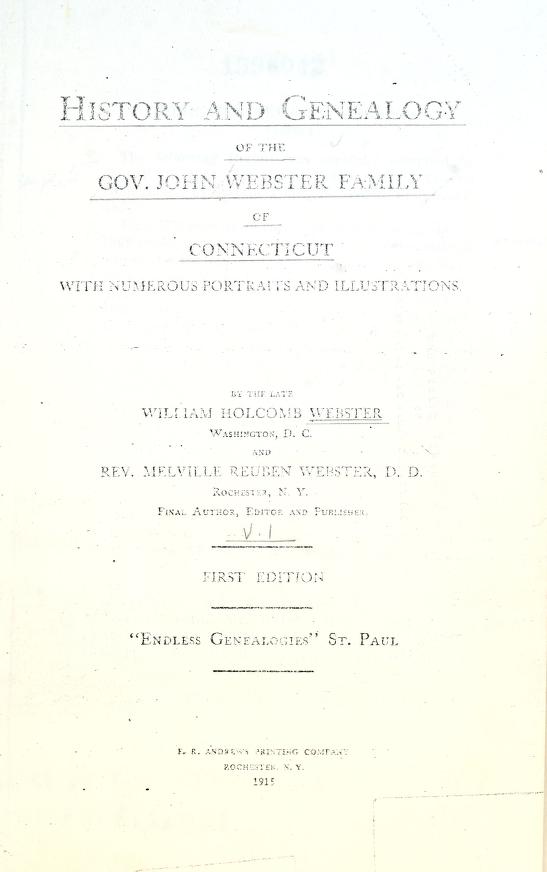 HISTORY AND GENEALOGY
OF THE
GOV. JOHN WEBSTER FAMILY
OF
CONNECTICUT
WITH NUMEROUS PORTRAITS AND ILLUSTRATIONS.
BY THE LATE
WILLIAM HOLCOMB WEBSTER
WASHINGTON, D. C.
AND
REV. MELVILLE REUBEN WEBSTER, D. D.
ROCHESTER, N. Y.
FINAL AUTHOR, EDITOR AND PUBLISHER.
V.1
FIRST EDITION
"ENDLESS GENEALOGIES" ST. PAUL
E. R. ANDREWS PRINTING COMPANY
ROCHESTER, N. Y.
1915